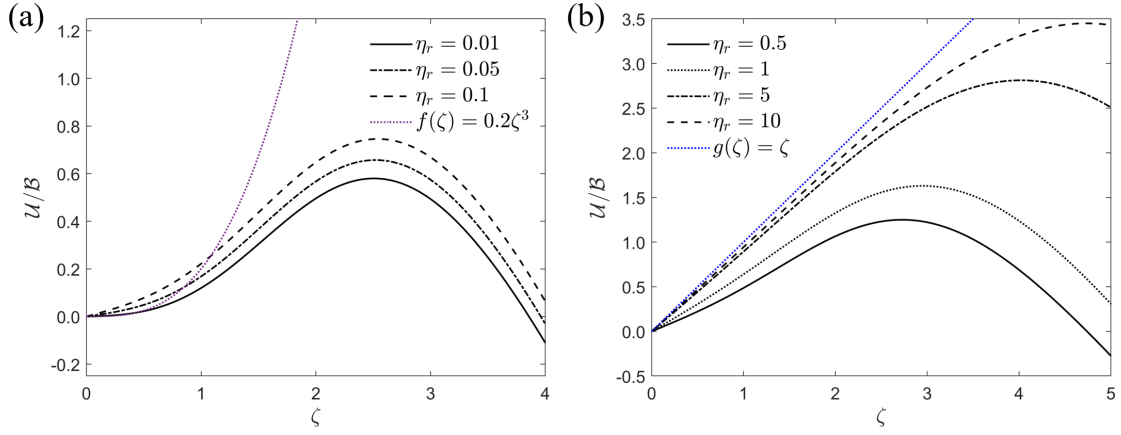 (a)
1.2
1.0
0.8
0.6
0.4
0.2
0.0
-0.2
𝒰/ℬ
η_r = 0.01
η_r = 0.05
η_r = 0.1
f(ζ) = 0.2ζ³
0 1 2 3 4
ζ
(b)
3.5
3.0
2.5
2.0
1.5
1.0
0.5
0.0
-0.5
𝒰/ℬ
η_r = 0.5
η_r = 1
η_r = 5
η_r = 10
g(ζ) = ζ
0 1 2 3 4 5
ζ